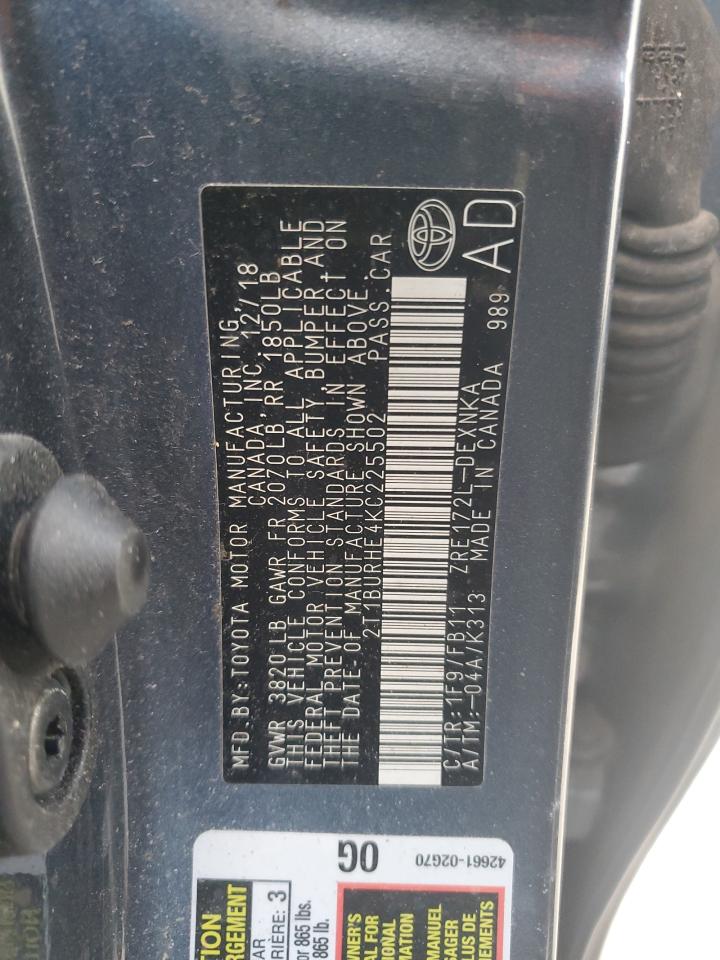 MFD.BY:TOYOTA MOTOR MANUFACTURING,
CANADA, INC. 12/18
GVWR 3820LB GAWR FR 2070LB RR 1850LB
THIS VEHICLE CONFORMS TO ALL APPLICABLE
FEDERAL MOTOR VEHICLE SAFETY, BUMPER AND
THEFT PREVENTION STANDARDS IN EFFECT ON
THE DATE OF MANUFACTURE SHOWN ABOVE.
2T1BURHE4KC225502 PASS.CAR
C/TR:1F9/FB11 ZRE172L-DEXNKA
A/TM:-04A/K313 MADE IN CANADA 989
AD
0G
42661-02G70
3
865 lbs.
865 lb.
MANUEL